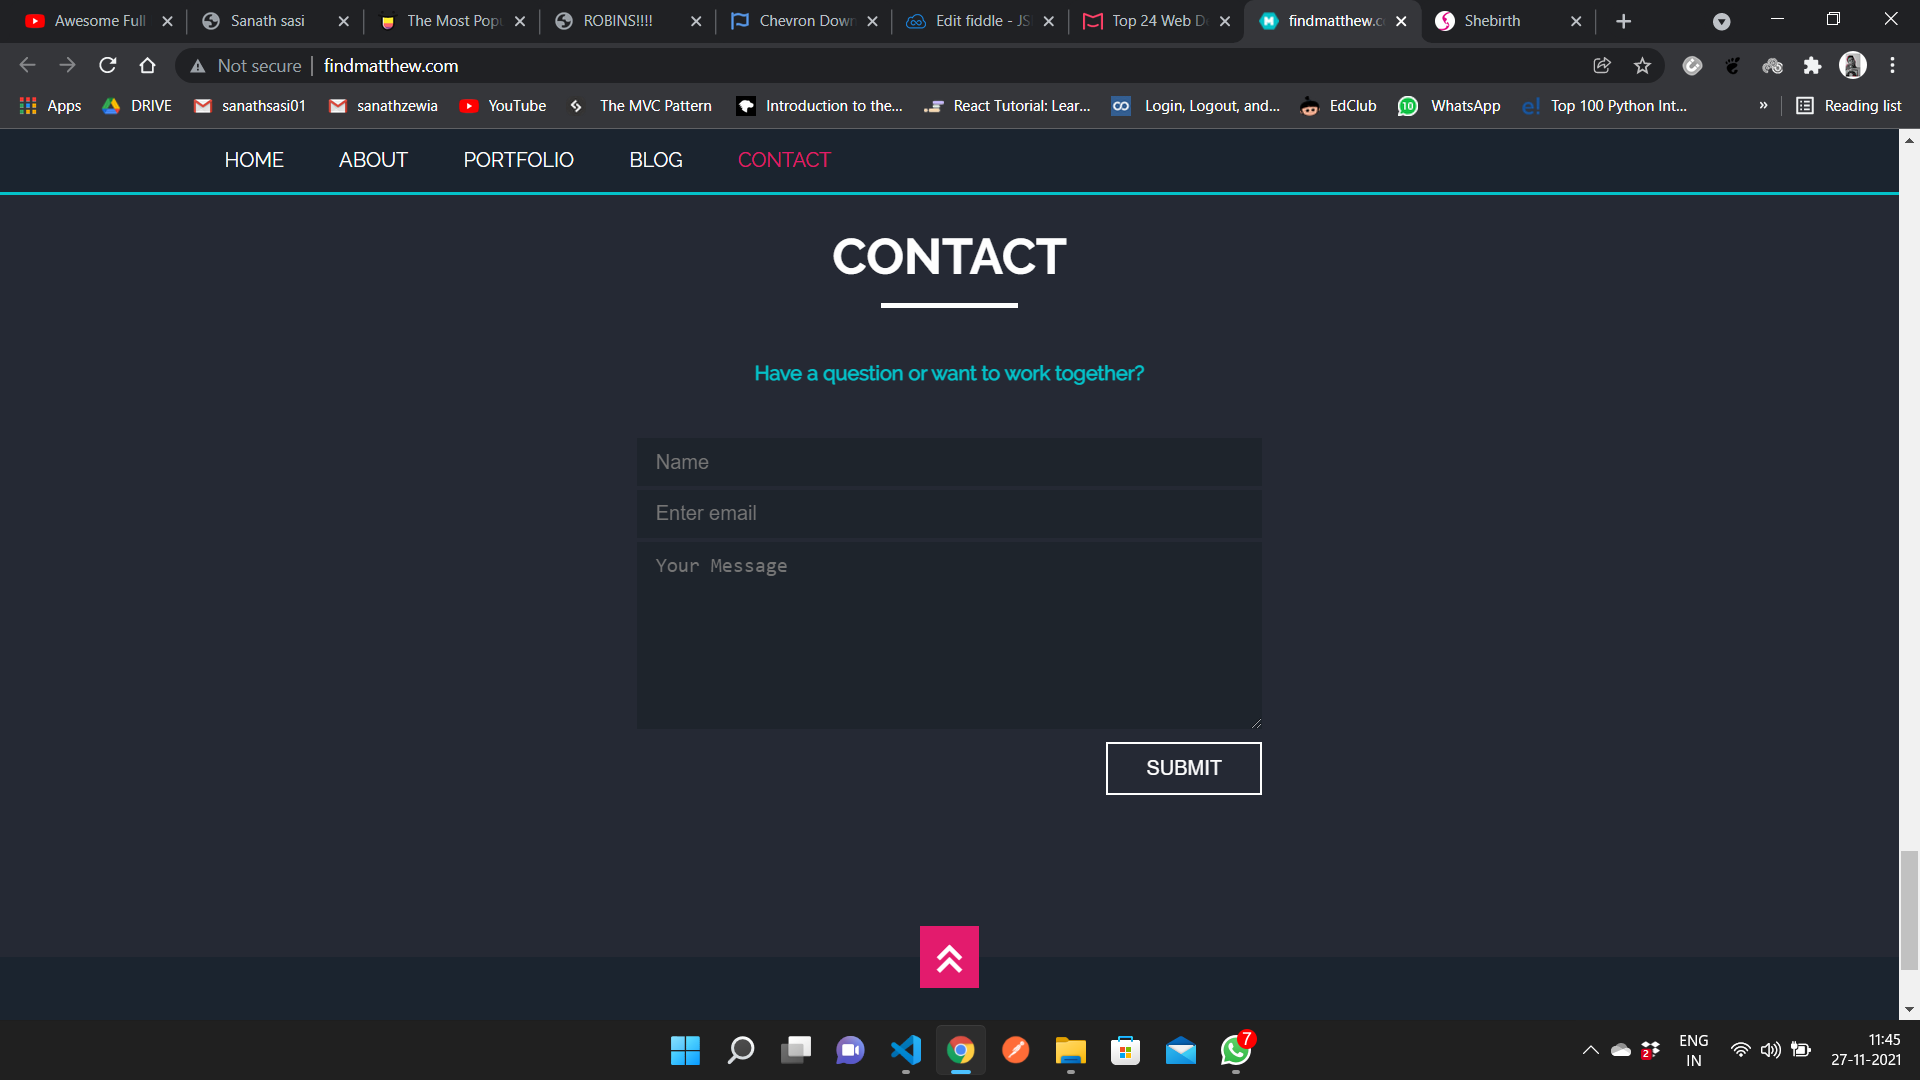 Awesome Full
Sanath sasi
The Most Pop
ROBINS!!!!
Chevron Down
Edit fiddle - JS
Top 24 Web D
findmatthew.c
Shebirth
Not secure
findmatthew.com
Apps
DRIVE
sanathsasi01
sanathzewia
YouTube
The MVC Pattern
Introduction to the...
React Tutorial: Lear...
Login, Logout, and...
EdClub
10
WhatsApp
e!
Top 100 Python Int...
»
Reading list
HOME
ABOUT
PORTFOLIO
BLOG
CONTACT
CONTACT
Have a question or want to work together?
Name
Enter email
Your Message
SUBMIT
7
2
ENG
IN
11:45
27-11-2021